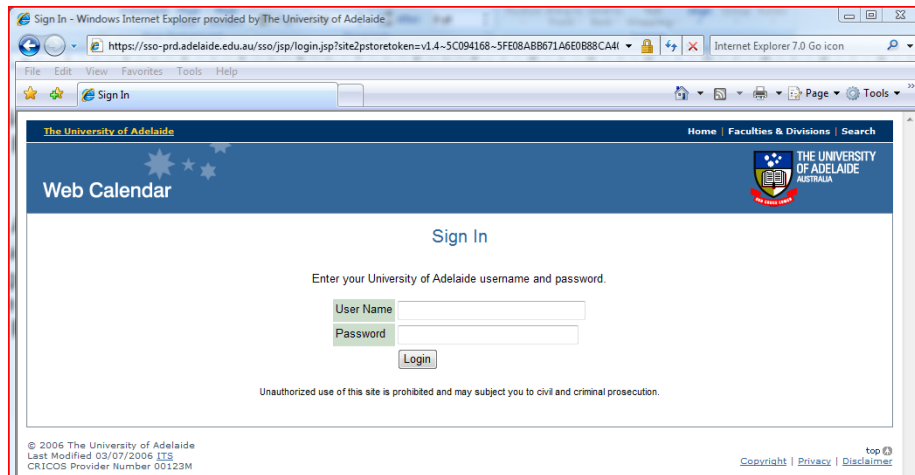 Sign In - Windows Internet Explorer provided by The University of Adelaide
https://sso-prd.adelaide.edu.au/sso/jsp/login.jsp?site2pstoretoken=v1.4~5C094168~5FE08ABB671A6E0B88CA4( Internet Explorer 7.0 Go icon
File Edit View Favorites Tools Help
Sign In Page Tools
The University of Adelaide Home | Faculties & Divisions | Search
THE UNIVERSITY
OF ADELAIDE
AUSTRALIA
Web Calendar
Sign In
Enter your University of Adelaide username and password.
User Name
Password
Login
Unauthorized use of this site is prohibited and may subject you to civil and criminal prosecution.
© 2006 The University of Adelaide
Last Modified 03/07/2006 ITS
CRICOS Provider Number 00123M
top
Copyright | Privacy | Disclaimer